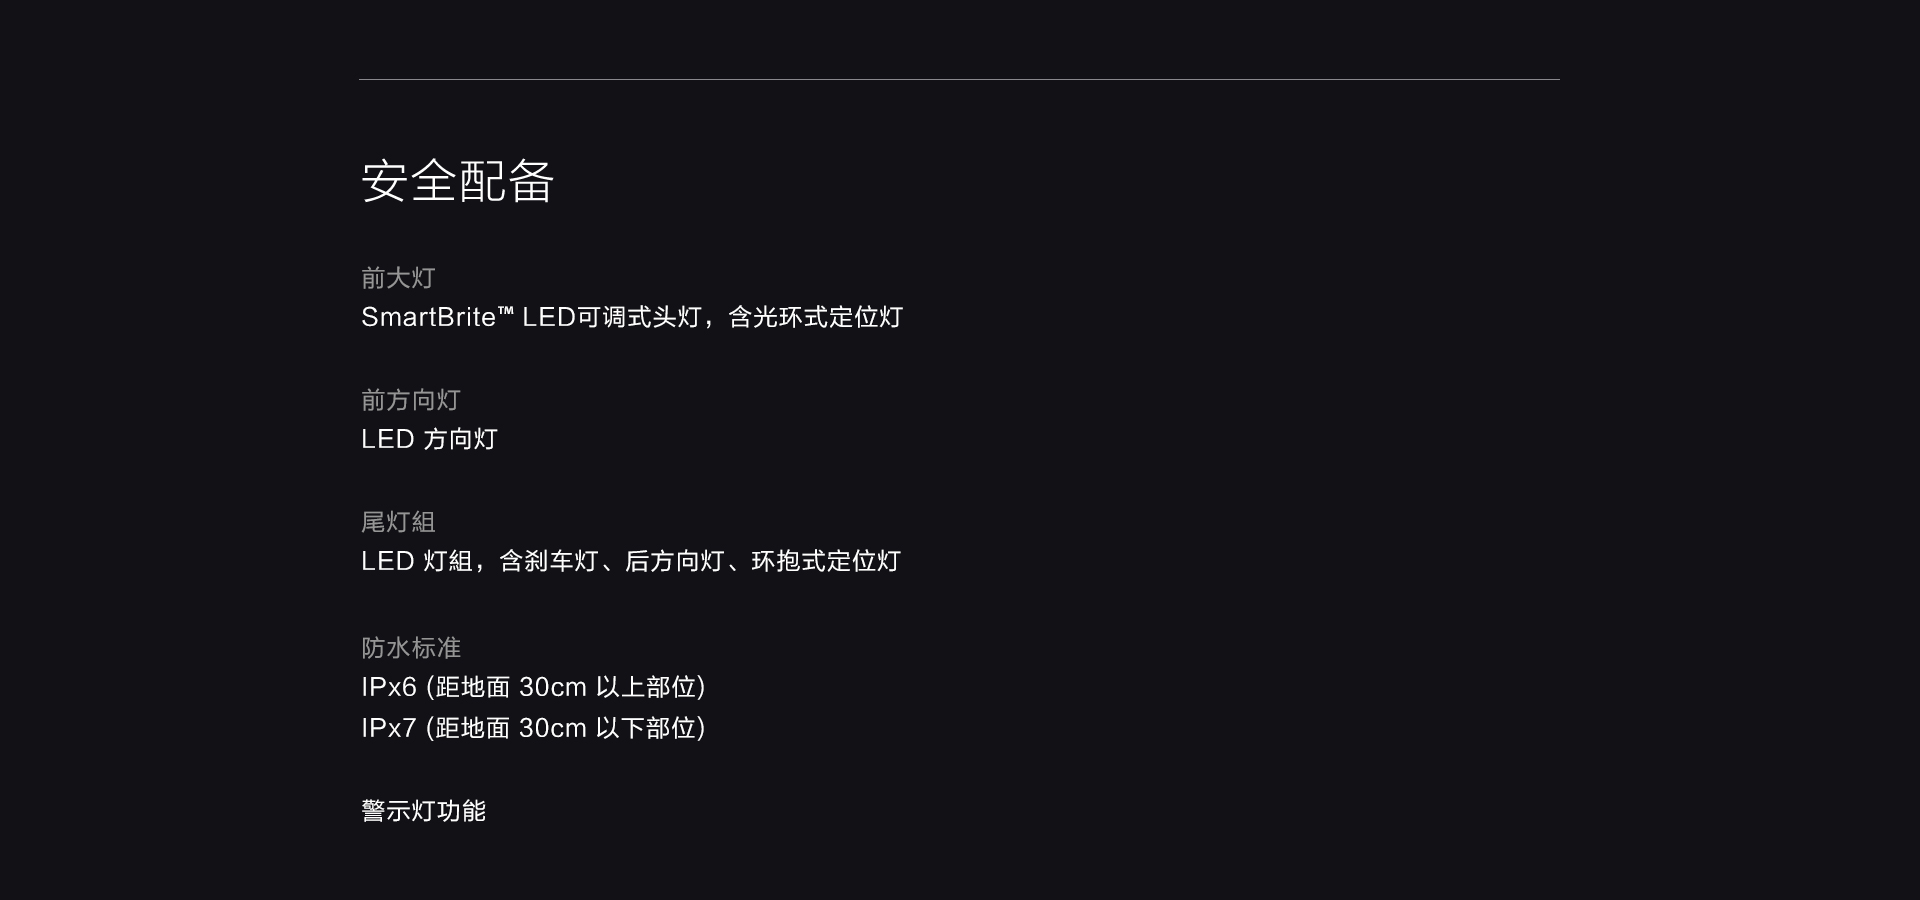 安全配备
前大灯
SmartBrite™ LED可调式头灯，含光环式定位灯
前方向灯
LED 方向灯
尾灯組
LED 灯組，含刹车灯、后方向灯、环抱式定位灯
防水标准
IPx6 (距地面 30cm 以上部位)
IPx7 (距地面 30cm 以下部位)
警示灯功能